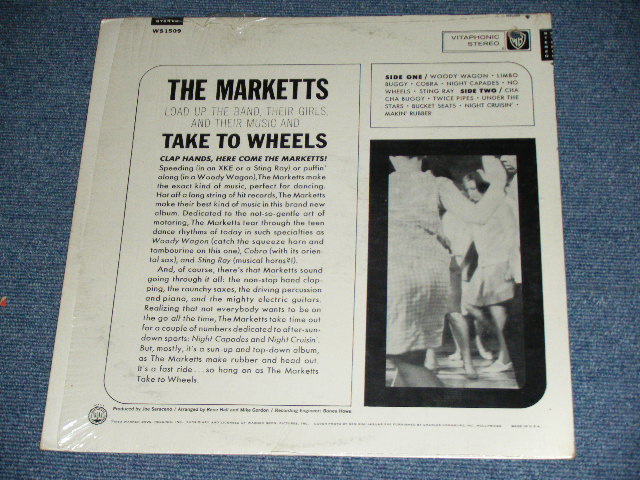 STEREO
WS1509
VITAPHONIC
STEREO
WB
THE MARKETTS
LOAD UP THE BAND, THEIR GIRLS,
AND THEIR MUSIC AND
TAKE TO WHEELS
CLAP HANDS, HERE COME THE MARKETTS!
Speeding (in an XKE or a Sting Ray) or puffin'
along (in a Woody Wagon), The Marketts make
the exact kind of music, perfect for dancing.
Hot off a long string of hit records, The Marketts
make their best kind of music in this brand new
album. Dedicated to the not-so-gentle art of
motoring, The Marketts tear through the teen
dance rhythms of today in such specialties as
Woody Wagon (catch the squeeze horn and
tambourine on this one), Cobra (with its orien-
tal sax), and Sting Ray (musical horns?!).
And, of course, there's that Marketts sound
going through it all: the non-stop hand clap-
ping, the raunchy saxes, the driving percussion
and piano, and the mighty electric guitars.
Realizing that not everybody wants to be on
the go all the time, The Marketts take time out
for a couple of numbers dedicated to after-sun-
down sports: Night Capades and Night Cruisin'.
But, mostly, it's a sun-up and top-down album,
as The Marketts make rubber and head out.
It's a fast ride... so hang on as The Marketts
Take to Wheels.
SIDE ONE / WOODY WAGON • LIMBO
BUGGY • COBRA • NIGHT CAPADES • NO
WHEELS • STING RAY SIDE TWO / CHA
CHA BUGGY • TWICE PIPES • UNDER THE
STARS • BUCKET SEATS • NIGHT CRUISIN' •
MAKIN' RUBBER
Produced by Joe Saraceno / Arranged by Rene Hall and Mike Gordon / Recording Engineer: Bones Howe
MADE IN U.S.A.